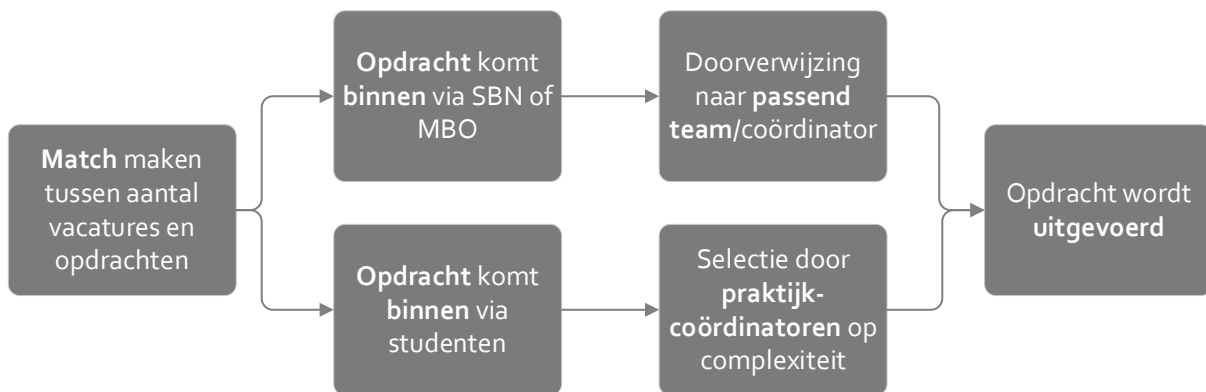 Match maken
tussen aantal
vacatures en
opdrachten
Opdracht komt
binnen via SBN of
MBO
Doorverwijzing
naar passend
team/coördinator
Opdracht komt
binnen via
studenten
Selectie door
praktijk-
coördinatoren op
complexiteit
Opdracht wordt
uitgevoerd